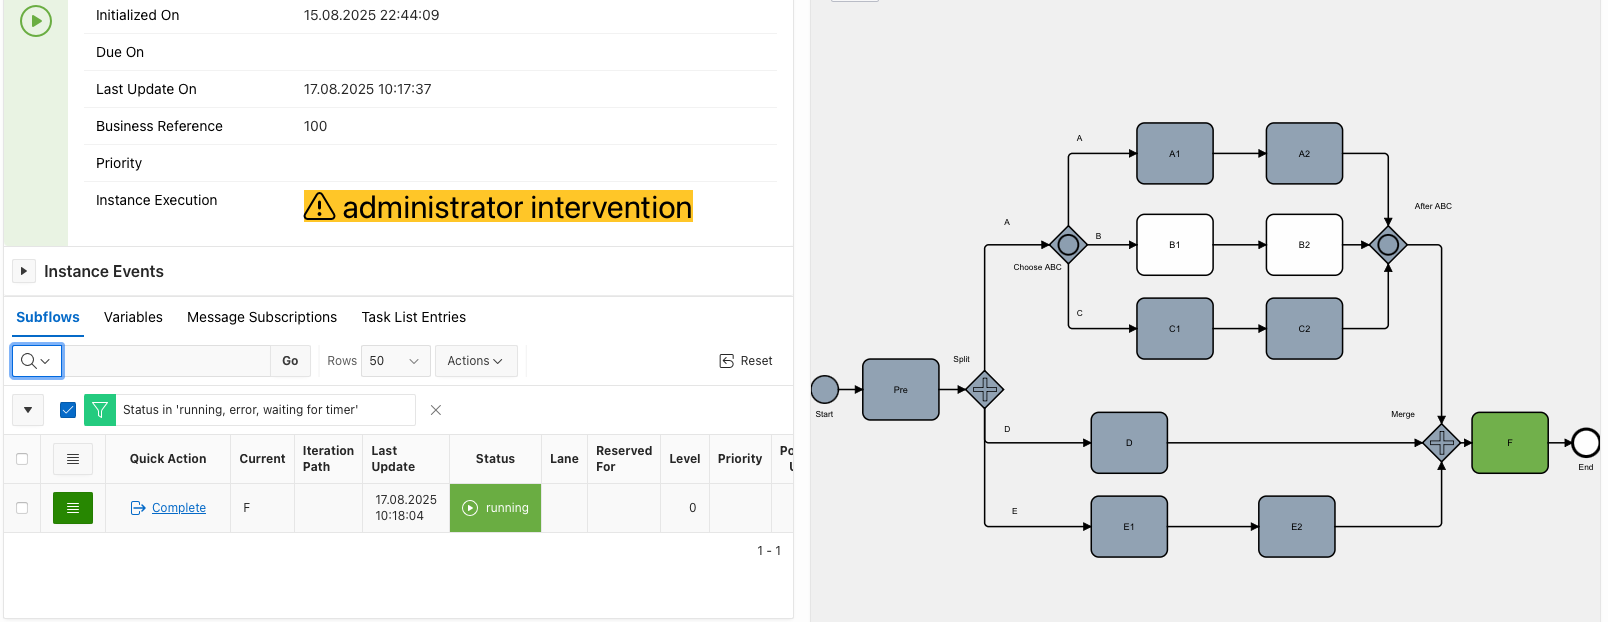 Initialized On 15.08.2025 22:44:09
Due On
Last Update On 17.08.2025 10:17:37
Business Reference 100
Priority
Instance Execution administrator intervention
Instance Events
Subflows Variables Message Subscriptions Task List Entries
Go Rows 50 Actions Reset
Status in 'running, error, waiting for timer'
Quick Action Current Iteration Path Last Update Status Lane Reserved For Level Priority
Complete F 17.08.2025 10:18:04 running 0
1 - 1
A
A1 A2
A
After ABC
B
B1 B2
Choose ABC
C
C1 C2
Split
Pre
Start
Merge
D
D
F
End
E
E1 E2